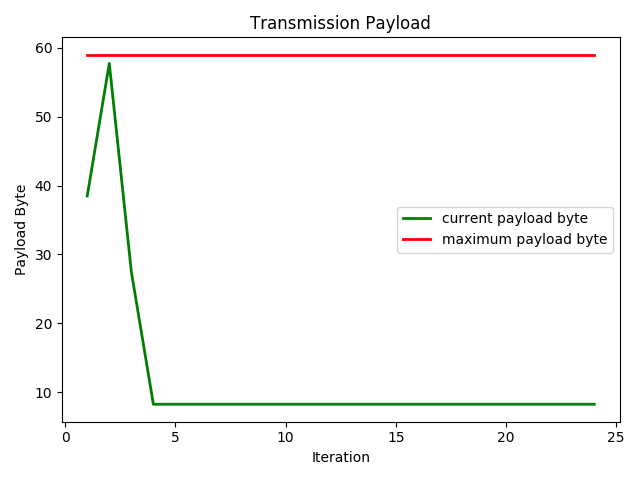 Transmission Payload
60
50
40
30
20
10
Payload Byte
current payload byte
maximum payload byte
0 5 10 15 20 25
Iteration